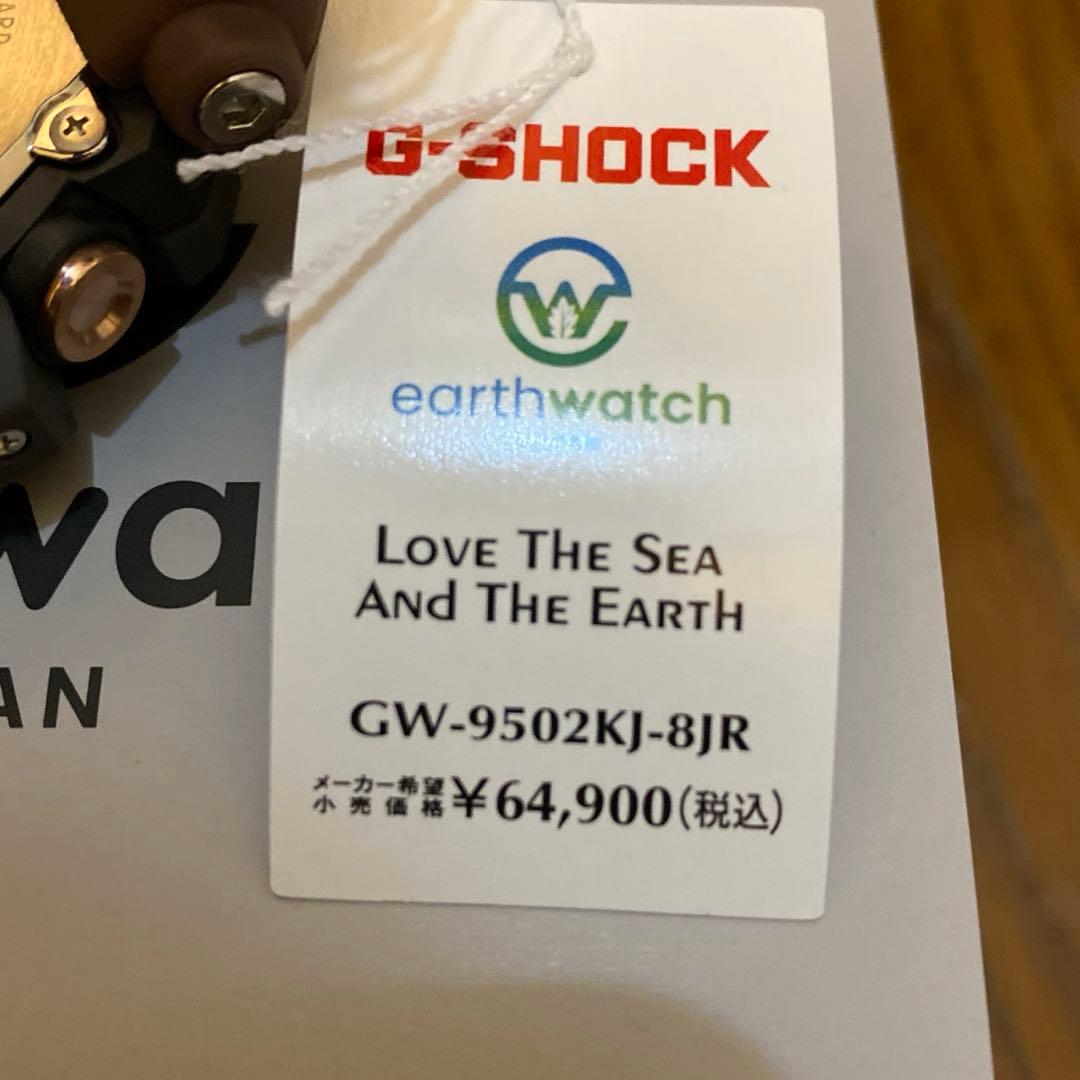 G-SHOCK
earthwatch
LOVE THE SEA
ANd THE EARTh
GW-9502KJ-8JR
メーカー希望
小売価格 ¥64,900(税込)
wa
AN
ARD